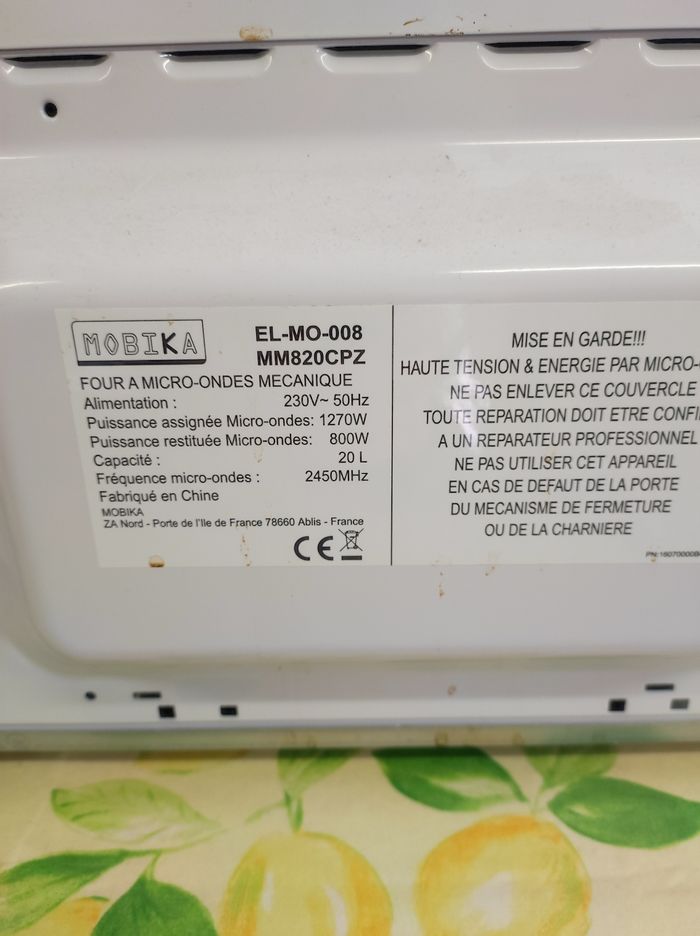 MOBIKA
EL-MO-008
MM820CPZ
FOUR A MICRO-ONDES MECANIQUE
Alimentation : 230V~ 50Hz
Puissance assignée Micro-ondes: 1270W
Puissance restituée Micro-ondes: 800W
Capacité : 20 L
Fréquence micro-ondes : 2450MHz
Fabriqué en Chine
MOBIKA
ZA Nord - Porte de l'Ile de France 78660 Ablis - France
CE
MISE EN GARDE!!!
HAUTE TENSION & ENERGIE PAR MICRO-
NE PAS ENLEVER CE COUVERCLE
TOUTE REPARATION DOIT ETRE CONFI
A UN REPARATEUR PROFESSIONNEL
NE PAS UTILISER CET APPAREIL
EN CAS DE DEFAUT DE LA PORTE
DU MECANISME DE FERMETURE
OU DE LA CHARNIERE